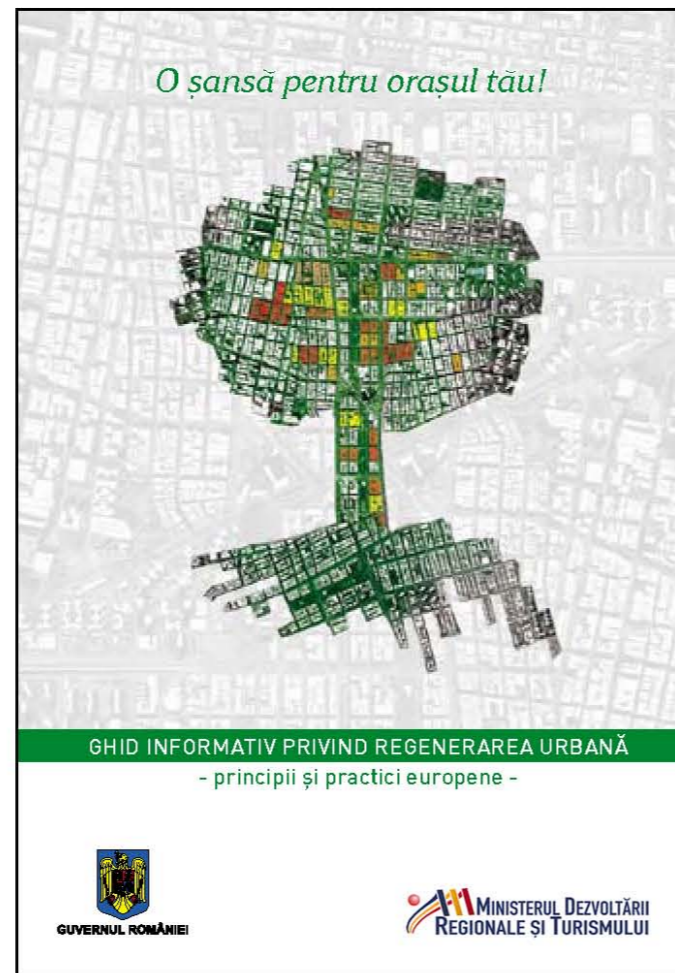 O șansă pentru orașul tău!
GHID INFORMATIV PRIVIND REGENERAREA URBANĂ
- principii și practici europene -
GUVERNUL ROMÂNIEI
MINISTERUL DEZVOLTĂRII
REGIONALE ȘI TURISMULUI